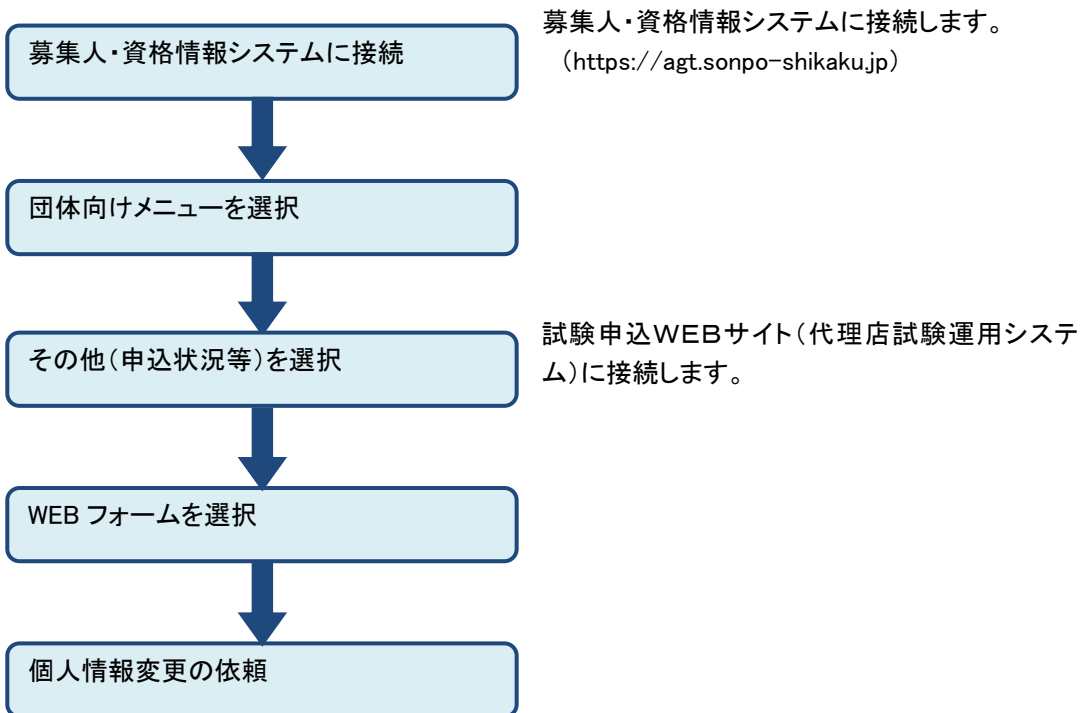 募集人・資格情報システムに接続
募集人・資格情報システムに接続します。
（https://agt.sonpo-shikaku.jp）
団体向けメニューを選択
その他（申込状況等）を選択
試験申込ＷＥＢサイト（代理店試験運用システ
ム）に接続します。
WEB フォームを選択
個人情報変更の依頼